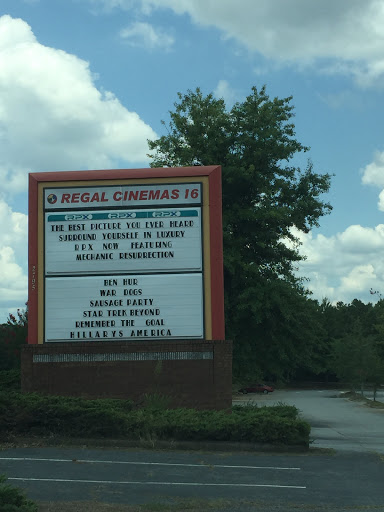 REGAL CINEMAS 16
RPX RPX RPX
THE BEST PICTURE YOU EVER HEARD
SURROUND YOURSELF IN LUXURY
RPX NOW FEATURING
MECHANIC RESURRECTION
BEN HUR
WAR DOGS
SAUSAGE PARTY
STAR TREK BEYOND
REMEMBER THE GOAL
HILLARYS AMERICA